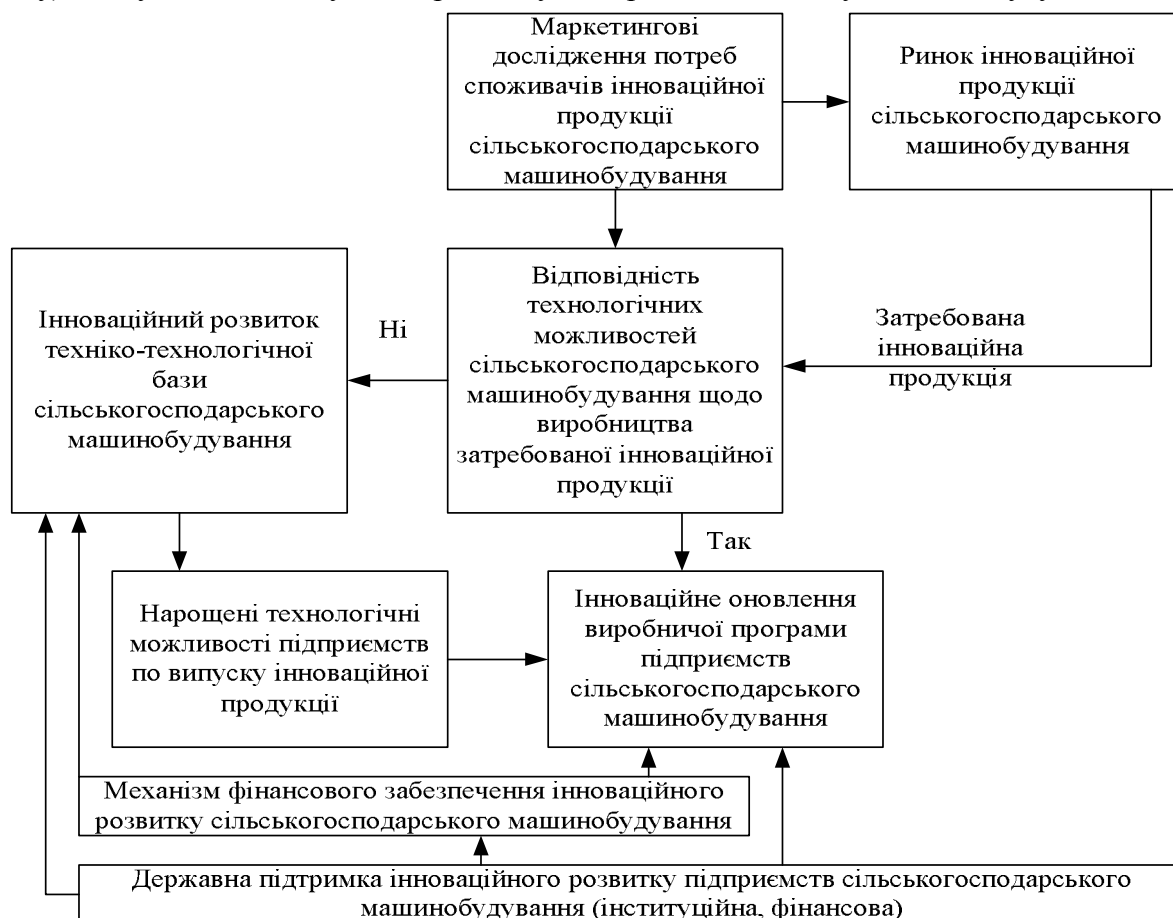 Маркетингові
дослідження потреб
споживачів інноваційної
продукції
сільськогосподарського
машинобудування
Ринок інноваційної
продукції
сільськогосподарського
машинобудування
Інноваційний розвиток
техніко-технологічної
бази
сільськогосподарського
машинобудування
Ні
Відповідність
технологічних
можливостей
сільськогосподарського
машинобудування щодо
виробництва
затребованої інноваційної
продукції
Затребована
інноваційна
продукція
Так
Нарощені технологічні
можливості підприємств
по випуску інноваційної
продукції
Інноваційне оновлення
виробничої програми
підприємств
сільськогосподарського
машинобудування
Механізм фінансового забезпечення інноваційного
розвитку сільськогосподарського машинобудування
Державна підтримка інноваційного розвитку підприємств сільськогосподарського
машинобудування (інституційна, фінансова)